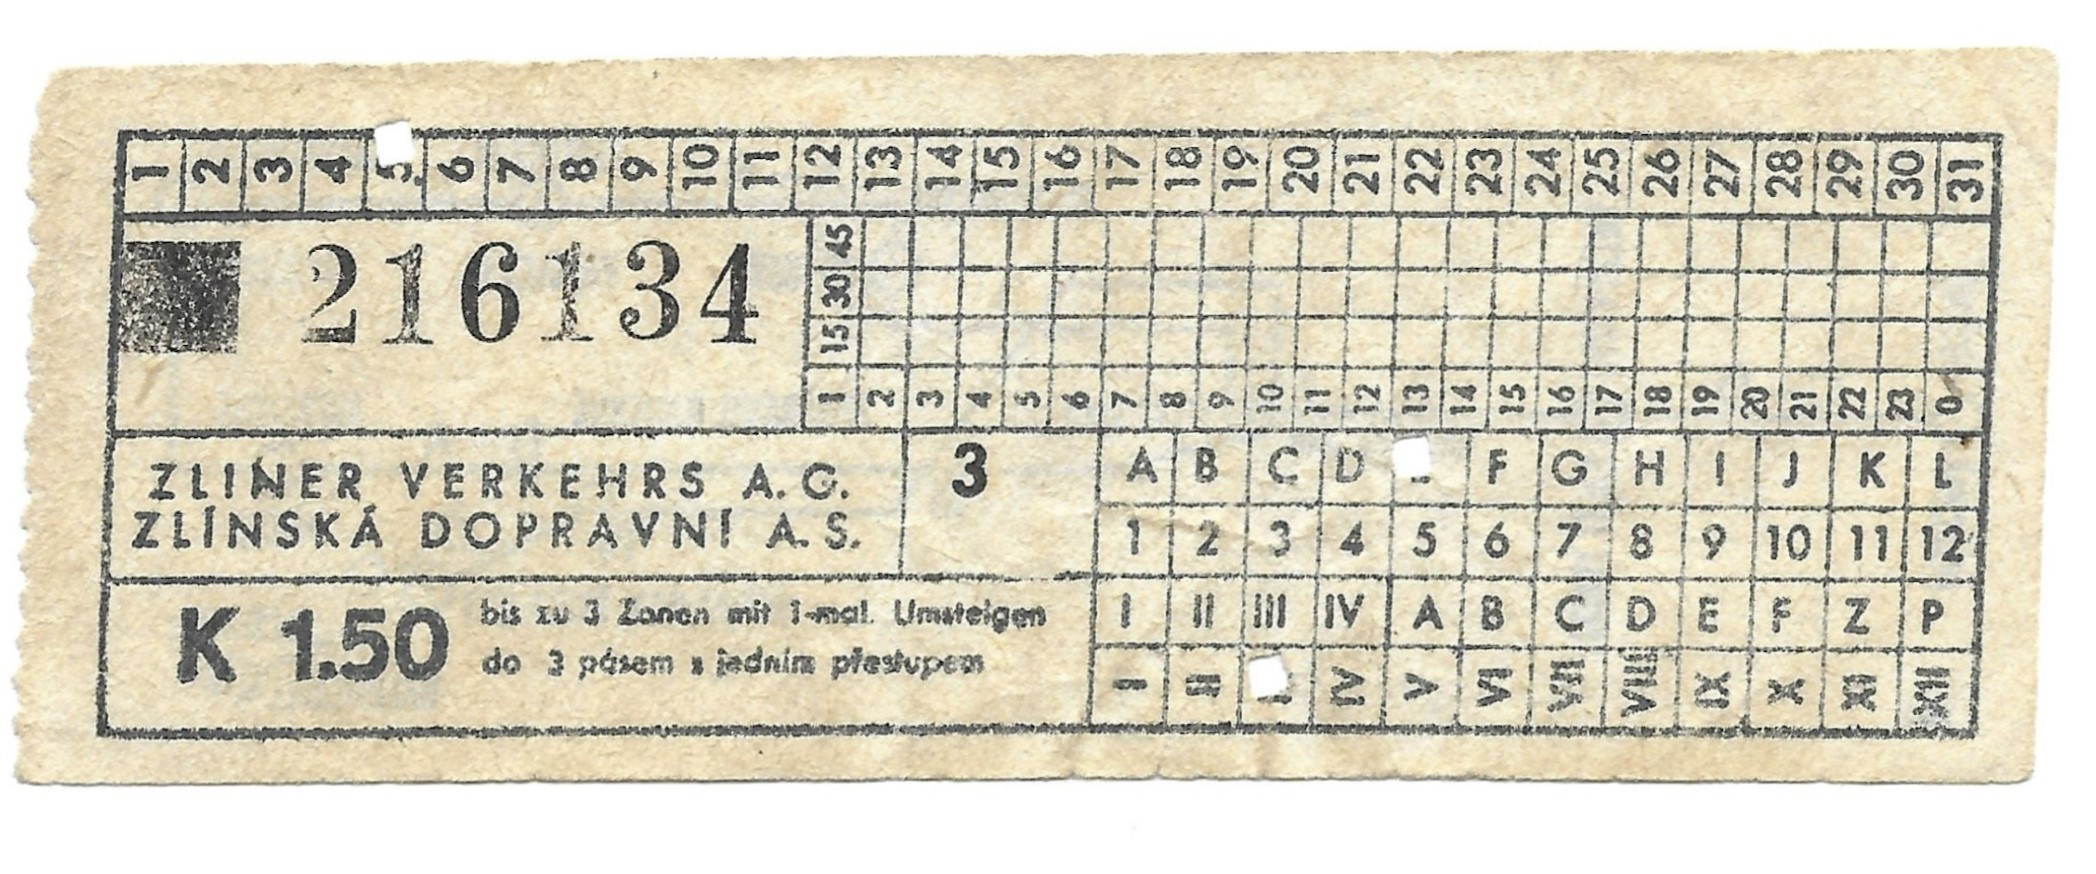 1 2 3 4 5 6 7 8 9 10 11 12 13 14 15 16 17 18 19 20 21 22 23 24 25 26 27 28 29 30 31
216134
45
30
15
1 2 3 4 5 6 7 8 9 10 11 12 13 14 15 16 17 18 19 20 21 22 23 0
ZLINER VERKEHRS A.G.
ZLÍNSKÁ DOPRAVNÍ A.S.
3
A B C D F G H I J K L
1 2 3 4 5 6 7 8 9 10 11 12
K 1.50
bis zu 3 Zonen mit 1-mal. Umsteigen
do 3 pásem s jedním přestupem
I II III IV A B C D E F Z P
I II IV V VI VII VIII IX X XI XII